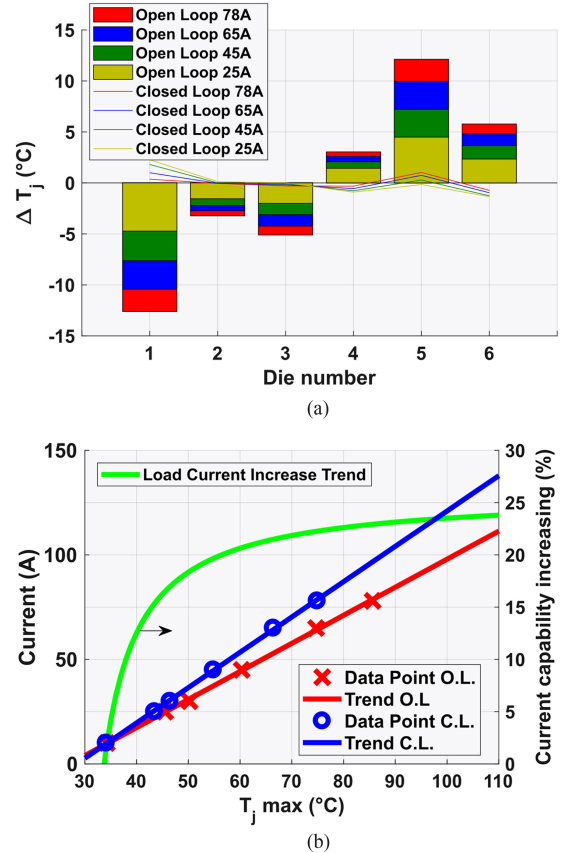 Open Loop 78A
Open Loop 65A
Open Loop 45A
Open Loop 25A
Closed Loop 78A
Closed Loop 65A
Closed Loop 45A
Closed Loop 25A
15
10
5
0
-5
-10
-15
Δ Tj (°C)
1 2 3 4 5 6
Die number
(a)
Load Current Increase Trend
150
100
50
0
Current (A)
30
25
20
15
10
5
0
Current capability increasing (%)
Data Point O.L.
Trend O.L
Data Point C.L.
Trend C.L.
30 40 50 60 70 80 90 100 110
Tj max (°C)
(b)